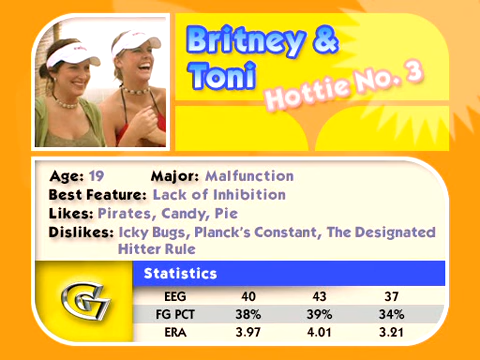 Britney &
Toni
Hottie No. 3
Age: 19 Major: Malfunction
Best Feature: Lack of Inhibition
Likes: Pirates, Candy, Pie
Dislikes: Icky Bugs, Planck's Constant, The Designated
Hitter Rule
G
Statistics
EEG 40 43 37
FG PCT 38% 39% 34%
ERA 3.97 4.01 3.21